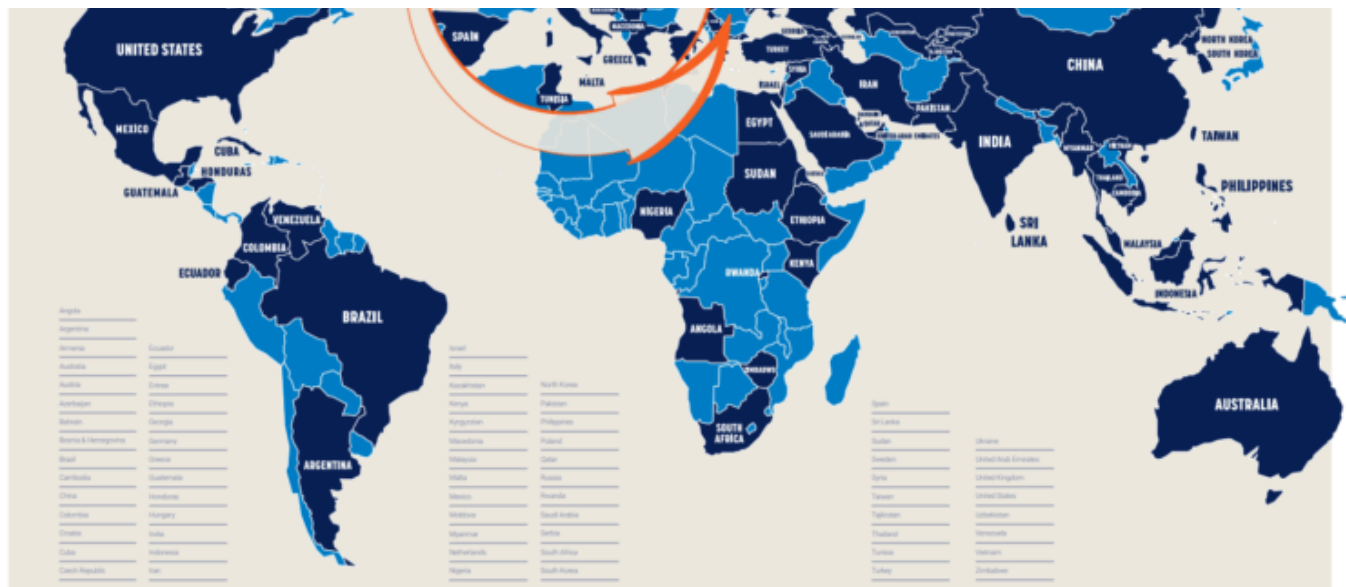 UNITED STATES
MEXICO
CUBA
HONDURAS
GUATEMALA
VENEZUELA
COLOMBIA
ECUADOR
BRAZIL
ARGENTINA
SPAIN
MACEDONIA
GREECE
MALTA
TUNISIA
TURKEY
GEORGIA
SYRIA
ISRAEL
IRAN
EGYPT
SAUDI ARABIA
UNITED ARAB EMIRATES
PAKISTAN
SUDAN
NIGERIA
ETHIOPIA
KENYA
RWANDA
ANGOLA
ZIMBABWE
SOUTH
AFRICA
CHINA
NORTH KOREA
SOUTH KOREA
INDIA
TAIWAN
MYANMAR
VIETNAM
THAILAND
CAMBODIA
PHILIPPINES
SRI
LANKA
MALAYSIA
INDONESIA
AUSTRALIA
Angola
Argentina
Armenia
Australia
Austria
Azerbaijan
Bahrain
Bosnia & Herzegovina
Brazil
Cambodia
China
Colombia
Croatia
Cuba
Czech Republic
Ecuador
Egypt
Eritrea
Ethiopia
Georgia
Germany
Greece
Guatemala
Honduras
Hungary
India
Indonesia
Iran
Israel
Italy
Kazakhstan
Kenya
Kyrgyzstan
Macedonia
Malaysia
Malta
Mexico
Moldova
Myanmar
Netherlands
Nigeria
North Korea
Pakistan
Philippines
Poland
Qatar
Russia
Rwanda
Saudi Arabia
Serbia
South Africa
South Korea
Spain
Sri Lanka
Sudan
Sweden
Syria
Taiwan
Tajikistan
Thailand
Tunisia
Turkey
Ukraine
United Arab Emirates
United Kingdom
United States
Uzbekistan
Venezuela
Vietnam
Zimbabwe